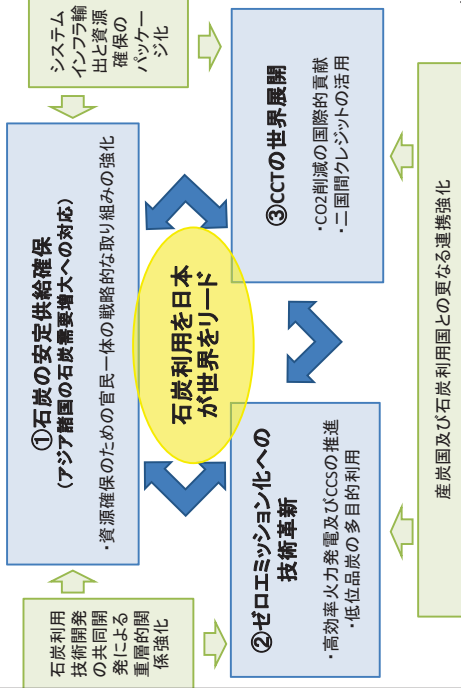 石炭利用
技術開発
の共同開
発による
重層的関
係強化
①石炭の安定供給確保
（アジア諸国の石炭需要増大への対応）
・資源確保のための官民一体の戦略的な取り組みの強化
システム
インフラ輸
出と資源
確保の
パッケー
ジ化
石炭利用を日本
が世界をリード
②ゼロエミッション化への
技術革新
・高効率火力発電及びCCSの推進
・低位品炭の多目的利用
③CCTの世界展開
・CO2削減の国際的貢献
・二国間クレジットの活用
産炭国及び石炭利用国との更なる連携強化